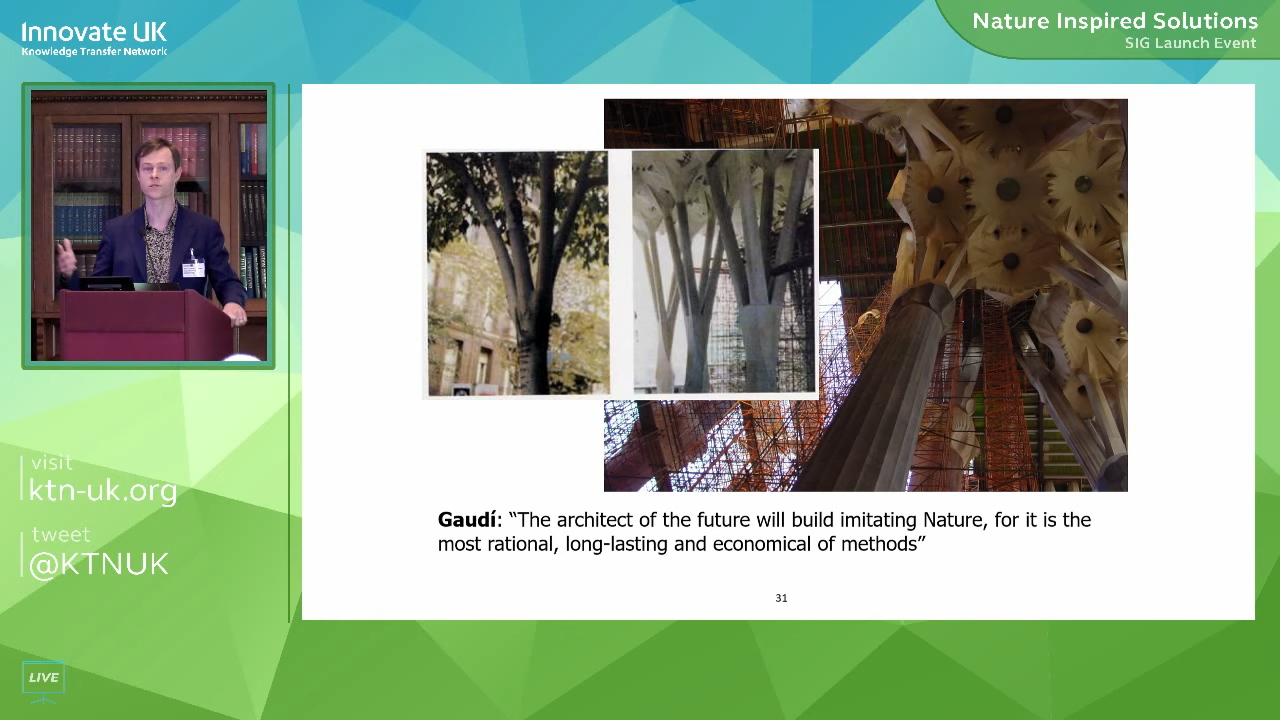 Innovate UK
Knowledge Transfer Network
Nature Inspired Solutions
SIG Launch Event
visit
ktn-uk.org
tweet
@KTNUK
LIVE
Gaudí: “The architect of the future will build imitating Nature, for it is the
most rational, long-lasting and economical of methods”
31